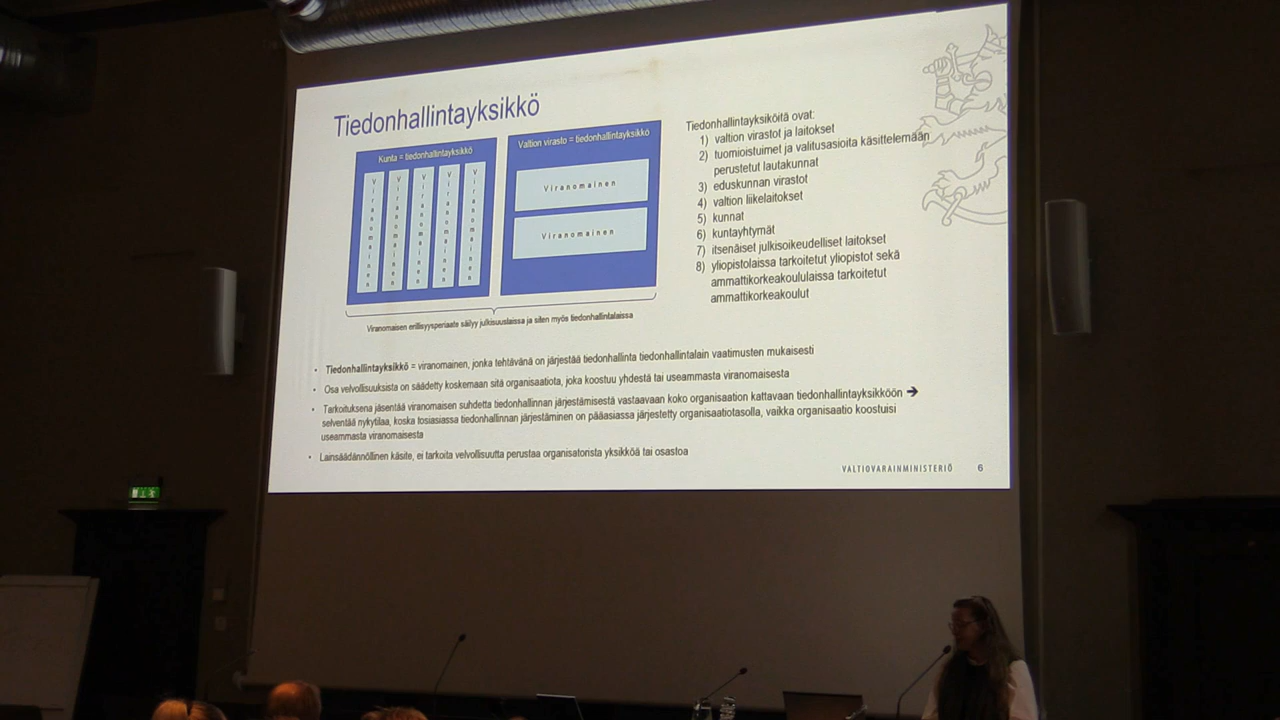 Tiedonhallintayksikkö
Kunta = tiedonhallintayksikkö
Viranomainen
Viranomainen
Viranomainen
Viranomainen
Viranomainen
Valtion virasto = tiedonhallintayksikkö
Viranomainen
Viranomainen
Viranomaisen erillisyysperiaate säilyy julkisuuslaissa ja siten myös tiedonhallintalaissa
Tiedonhallintayksiköitä ovat:
1) valtion virastot ja laitokset
2) tuomioistuimet ja valitusasioita käsittelemään
perustetut lautakunnat
3) eduskunnan virastot
4) valtion liikelaitokset
5) kunnat
6) kuntayhtymät
7) itsenäiset julkisoikeudelliset laitokset
8) yliopistolaissa tarkoitetut yliopistot sekä
ammattikorkeakoululaissa tarkoitetut
ammattikorkeakoulut
• Tiedonhallintayksikkö = viranomainen, jonka tehtävänä on järjestää tiedonhallinta tiedonhallintalain vaatimusten mukaisesti
• Osa velvollisuuksista on säädetty koskemaan sitä organisaatiota, joka koostuu yhdestä tai useammasta viranomaisesta
• Tarkoituksena jäsentää viranomaisen suhdetta tiedonhallinnan järjestämisestä vastaavaan koko organisaation kattavaan tiedonhallintayksikköön ➔
selventää nykytilaa, koska tosiasiassa tiedonhallinnan järjestäminen on pääasiassa järjestetty organisaatiotasolla, vaikka organisaatio koostuisi
useammasta viranomaisesta
• Lainsäädännöllinen käsite, ei tarkoita velvollisuutta perustaa organisatorista yksikköä tai osastoa
VALTIOVARAINMINISTERIÖ 6